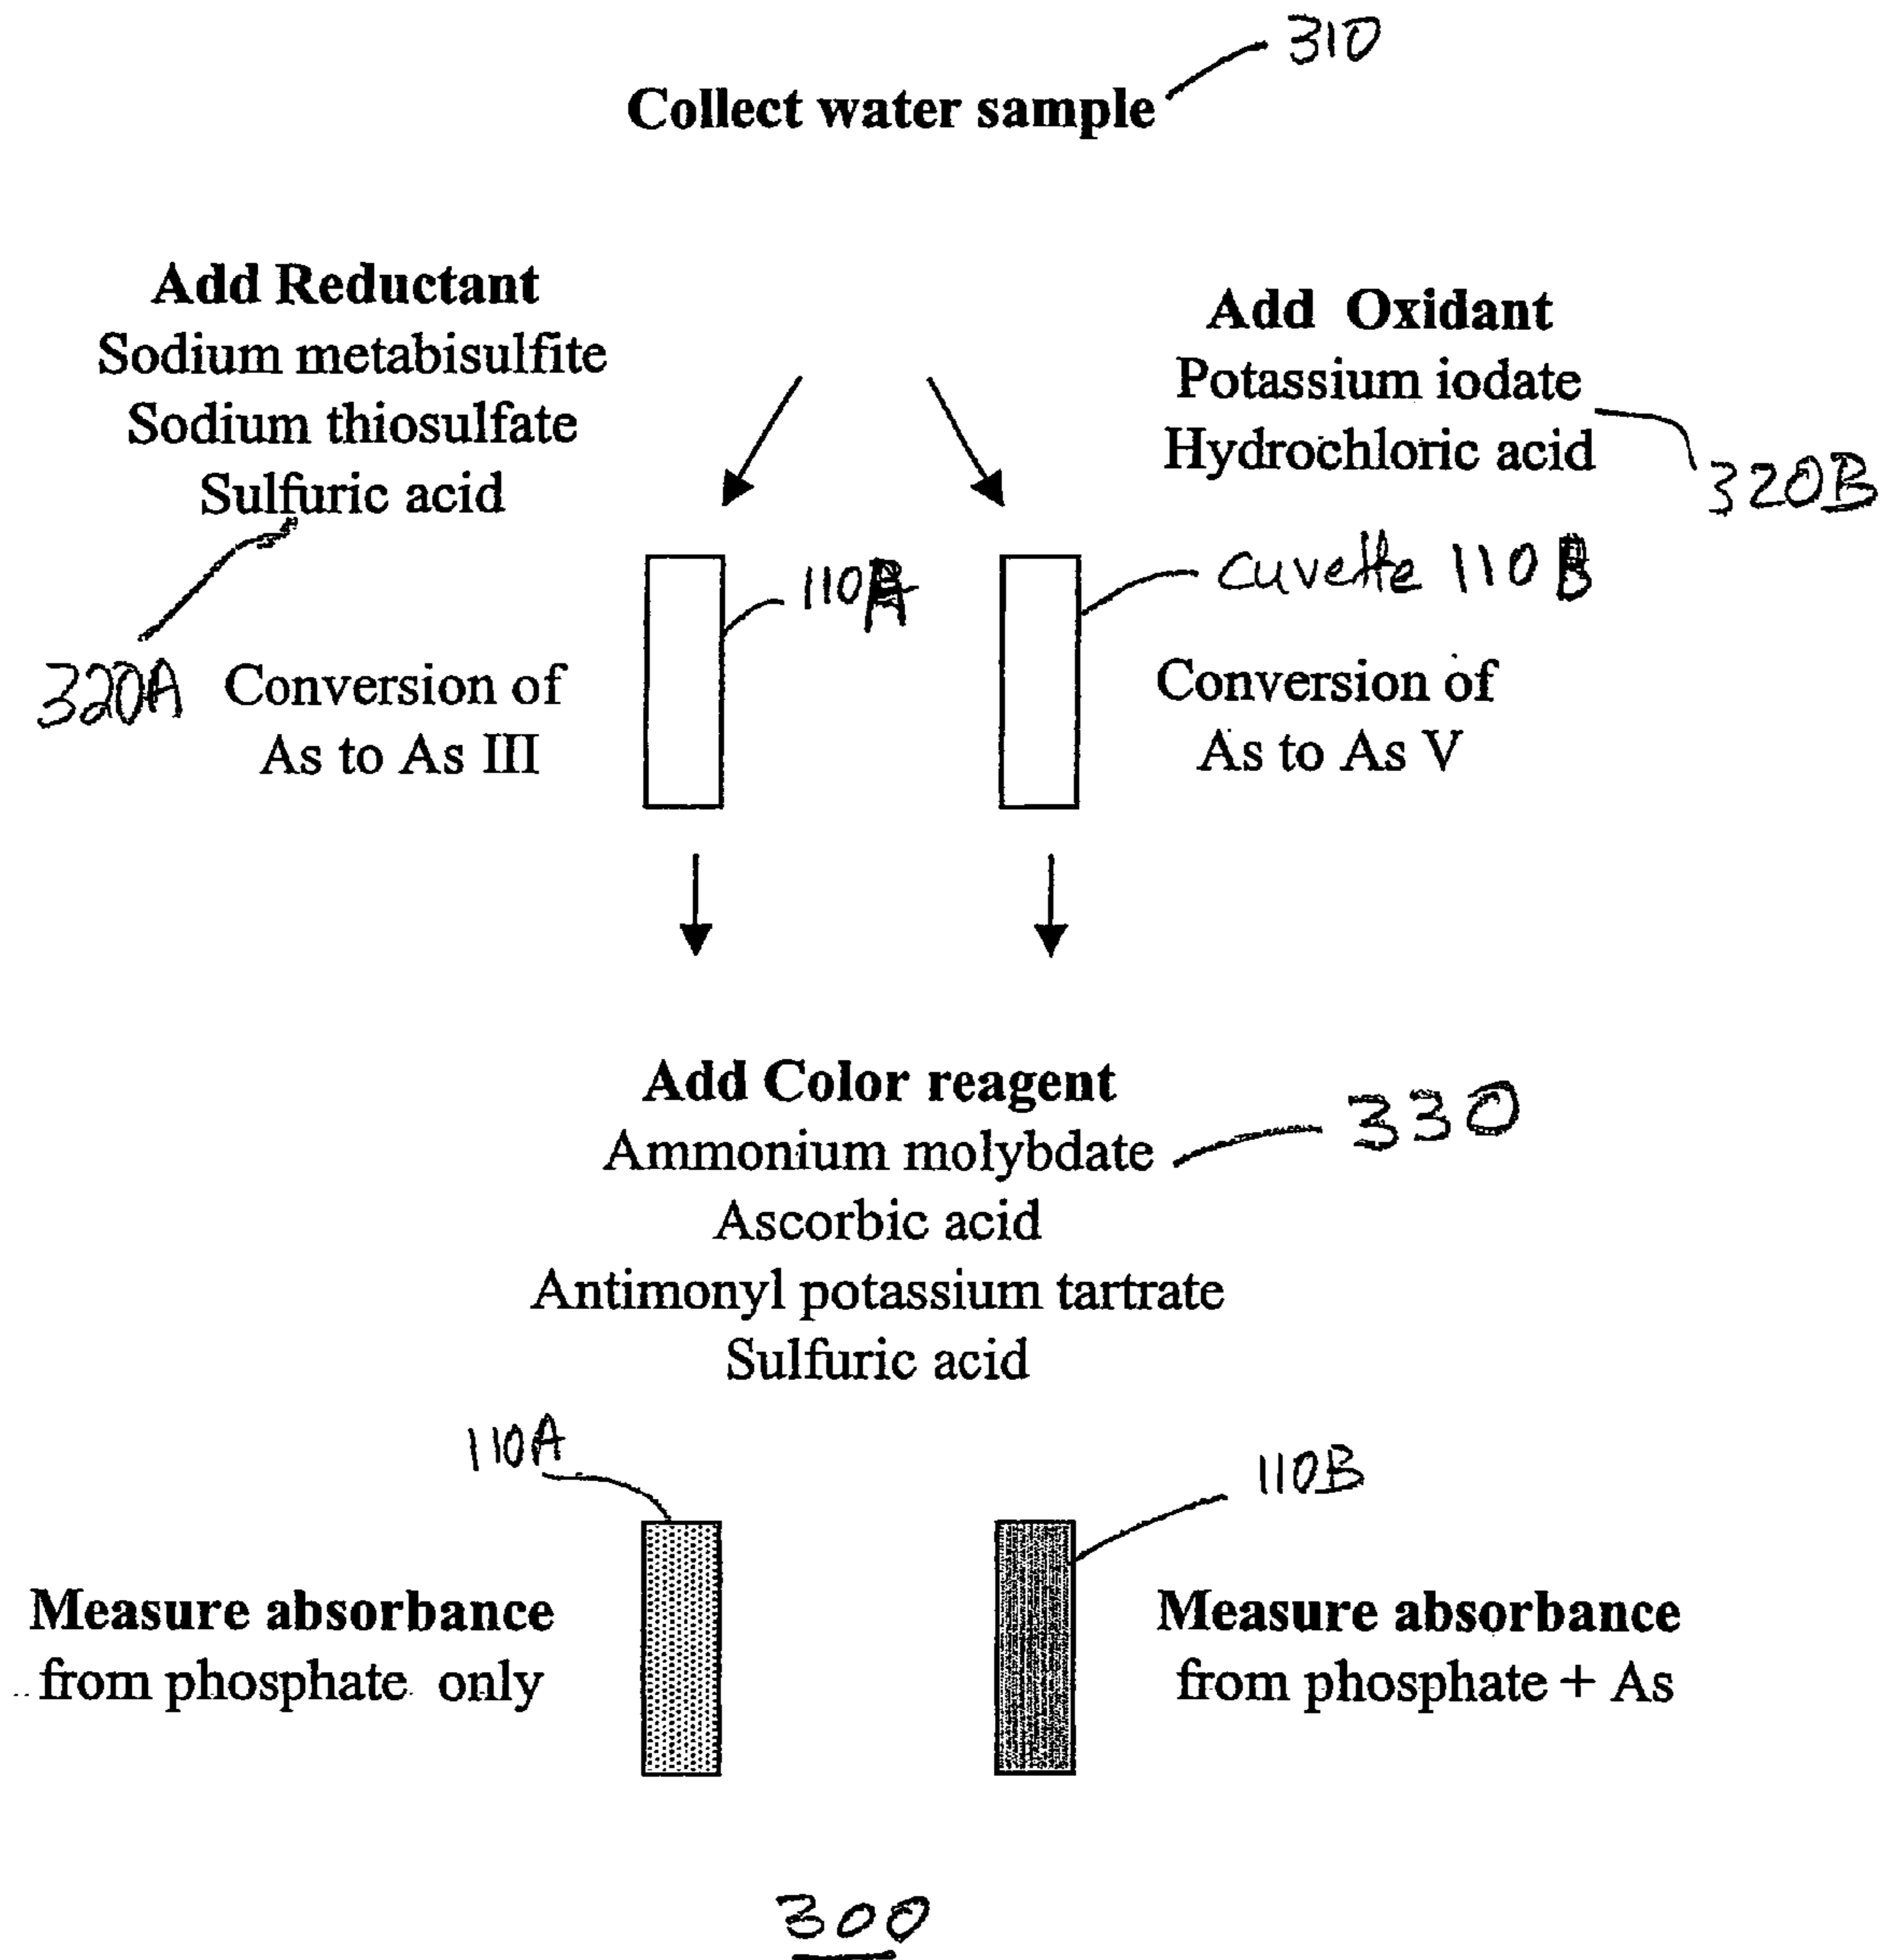 310
Collect water sample
Add Reductant
Sodium metabisulfite
Sodium thiosulfate
Sulfuric acid
320A
Conversion of
As to As III
Add Oxidant
Potassium iodate
Hydrochloric acid
320B
110A
cuvette 110B
Conversion of
As to As V
Add Color reagent
Ammonium molybdate
330
Ascorbic acid
Antimonyl potassium tartrate
Sulfuric acid
110A
110B
Measure absorbance
from phosphate only
Measure absorbance
from phosphate + As
300